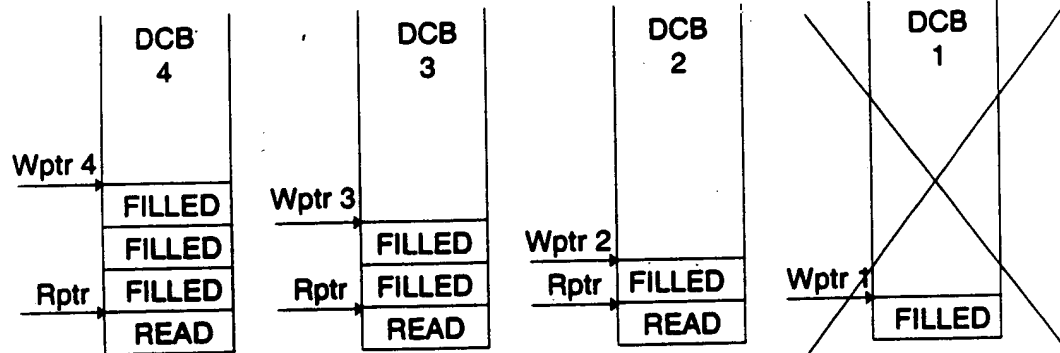 DCB
4
Wptr 4
FILLED
FILLED
FILLED
Rptr
READ
DCB
3
Wptr 3
FILLED
FILLED
Rptr
READ
DCB
2
Wptr 2
FILLED
Rptr
READ
DCB
1
Wptr 1
FILLED